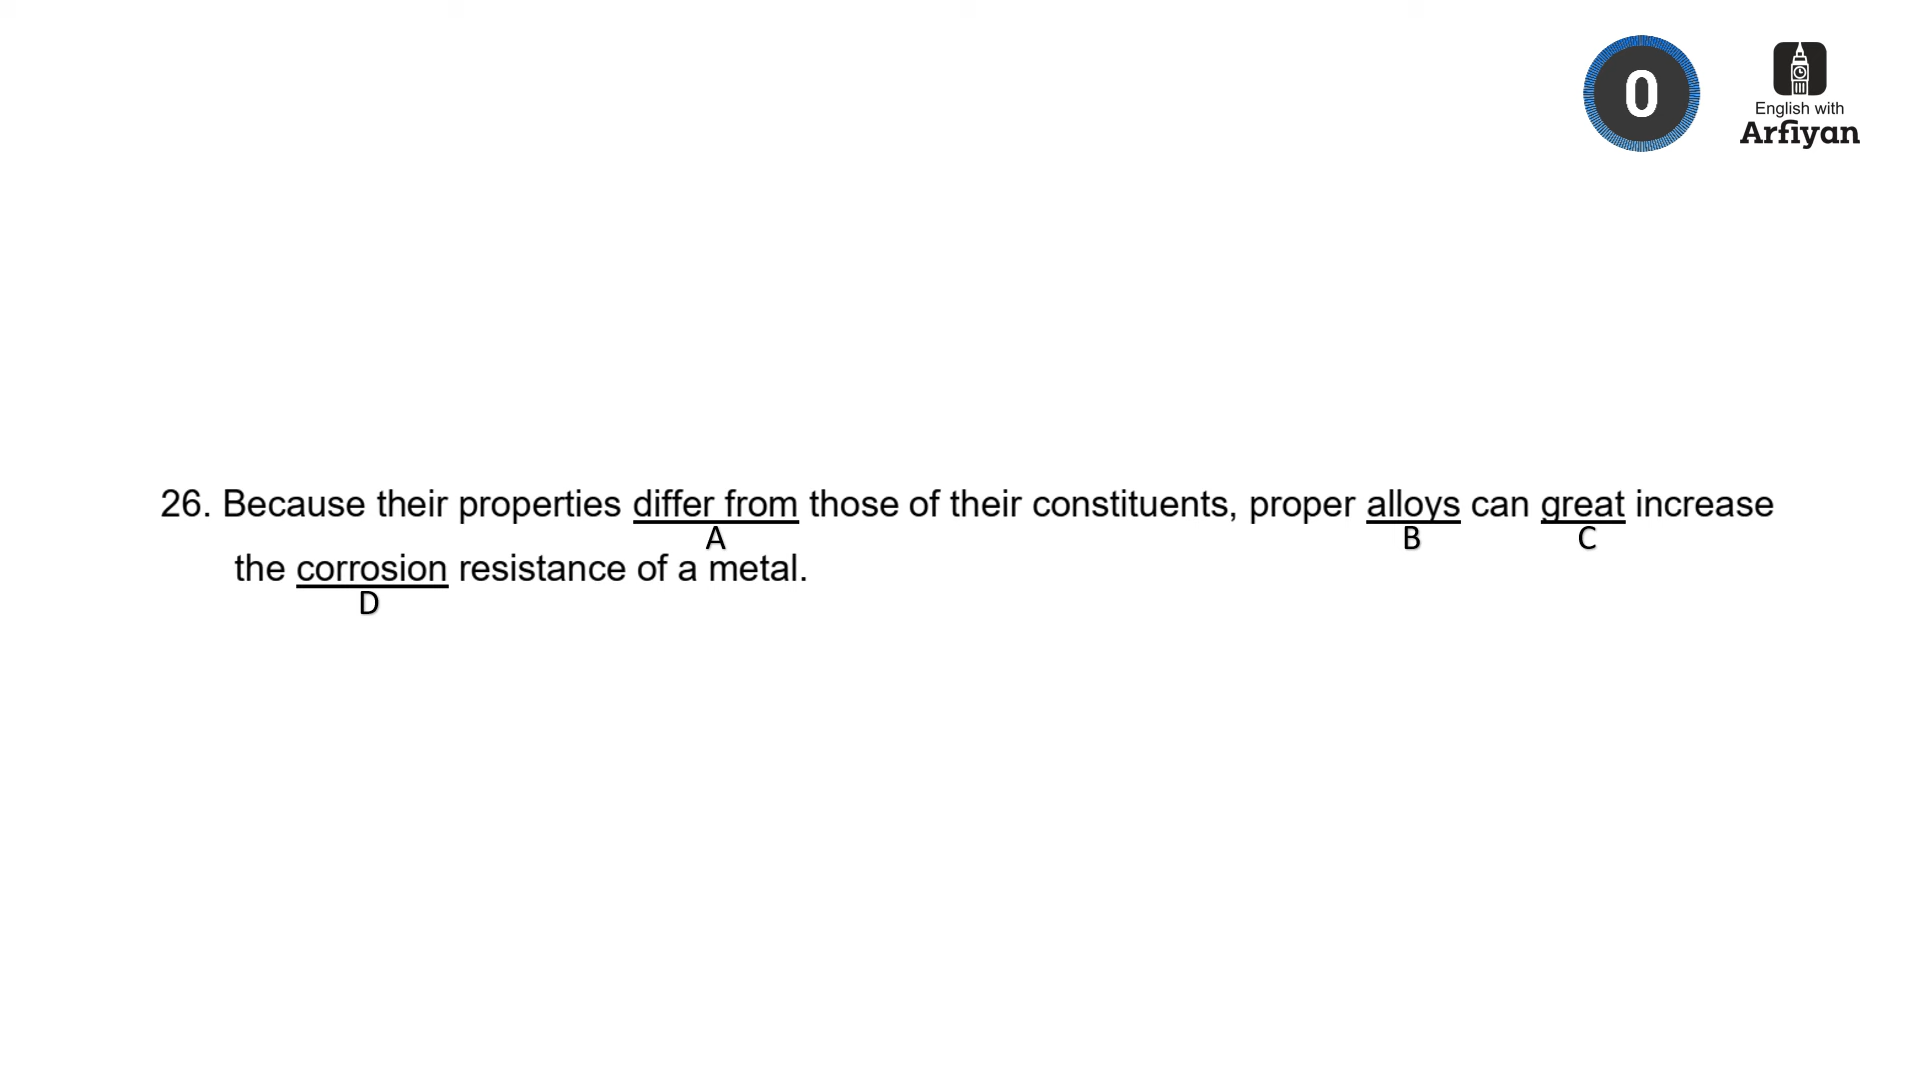 0
English with
Arfiyan
26. Because their properties differ from those of their constituents, proper alloys can great increase
A B C
the corrosion resistance of a metal.
D